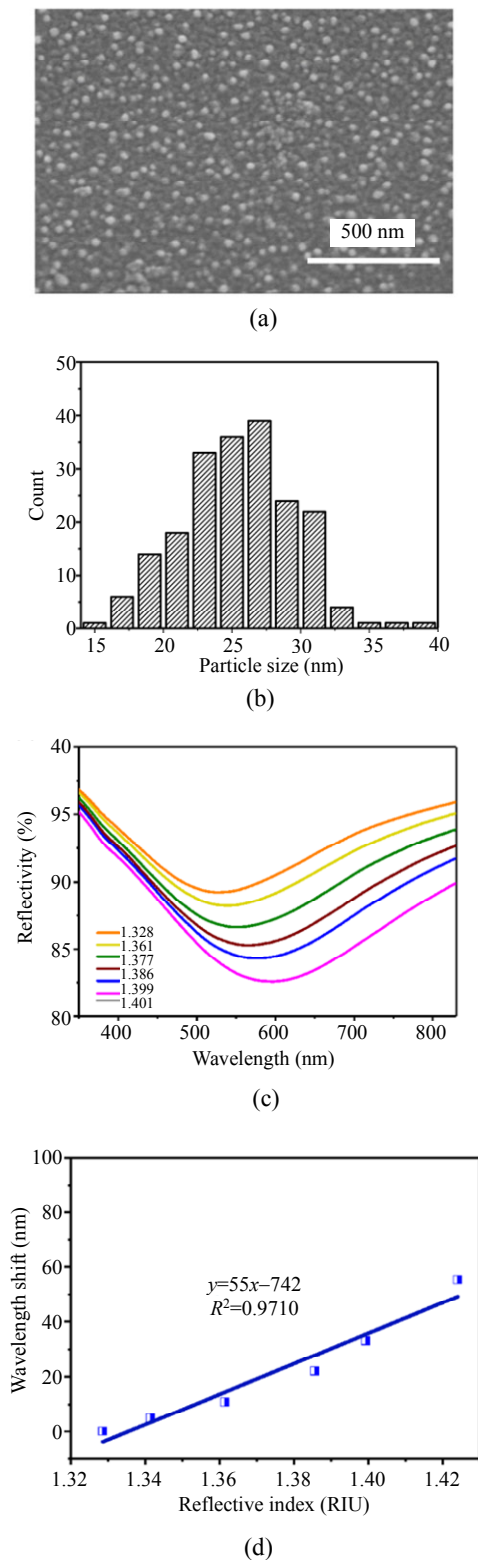 500 nm
(a)
50
40
30
20
10
0
Count
15 20 25 30 35 40
Particle size (nm)
(b)
40
95
90
85
80
Reflectivity (%)
1.328
1.361
1.377
1.386
1.399
1.401
400 500 600 700 800
Wavelength (nm)
(c)
100
80
60
40
20
0
Wavelength shift (nm)
y=55x–742
R²=0.9710
1.32 1.34 1.36 1.38 1.40 1.42
Reflective index (RIU)
(d)